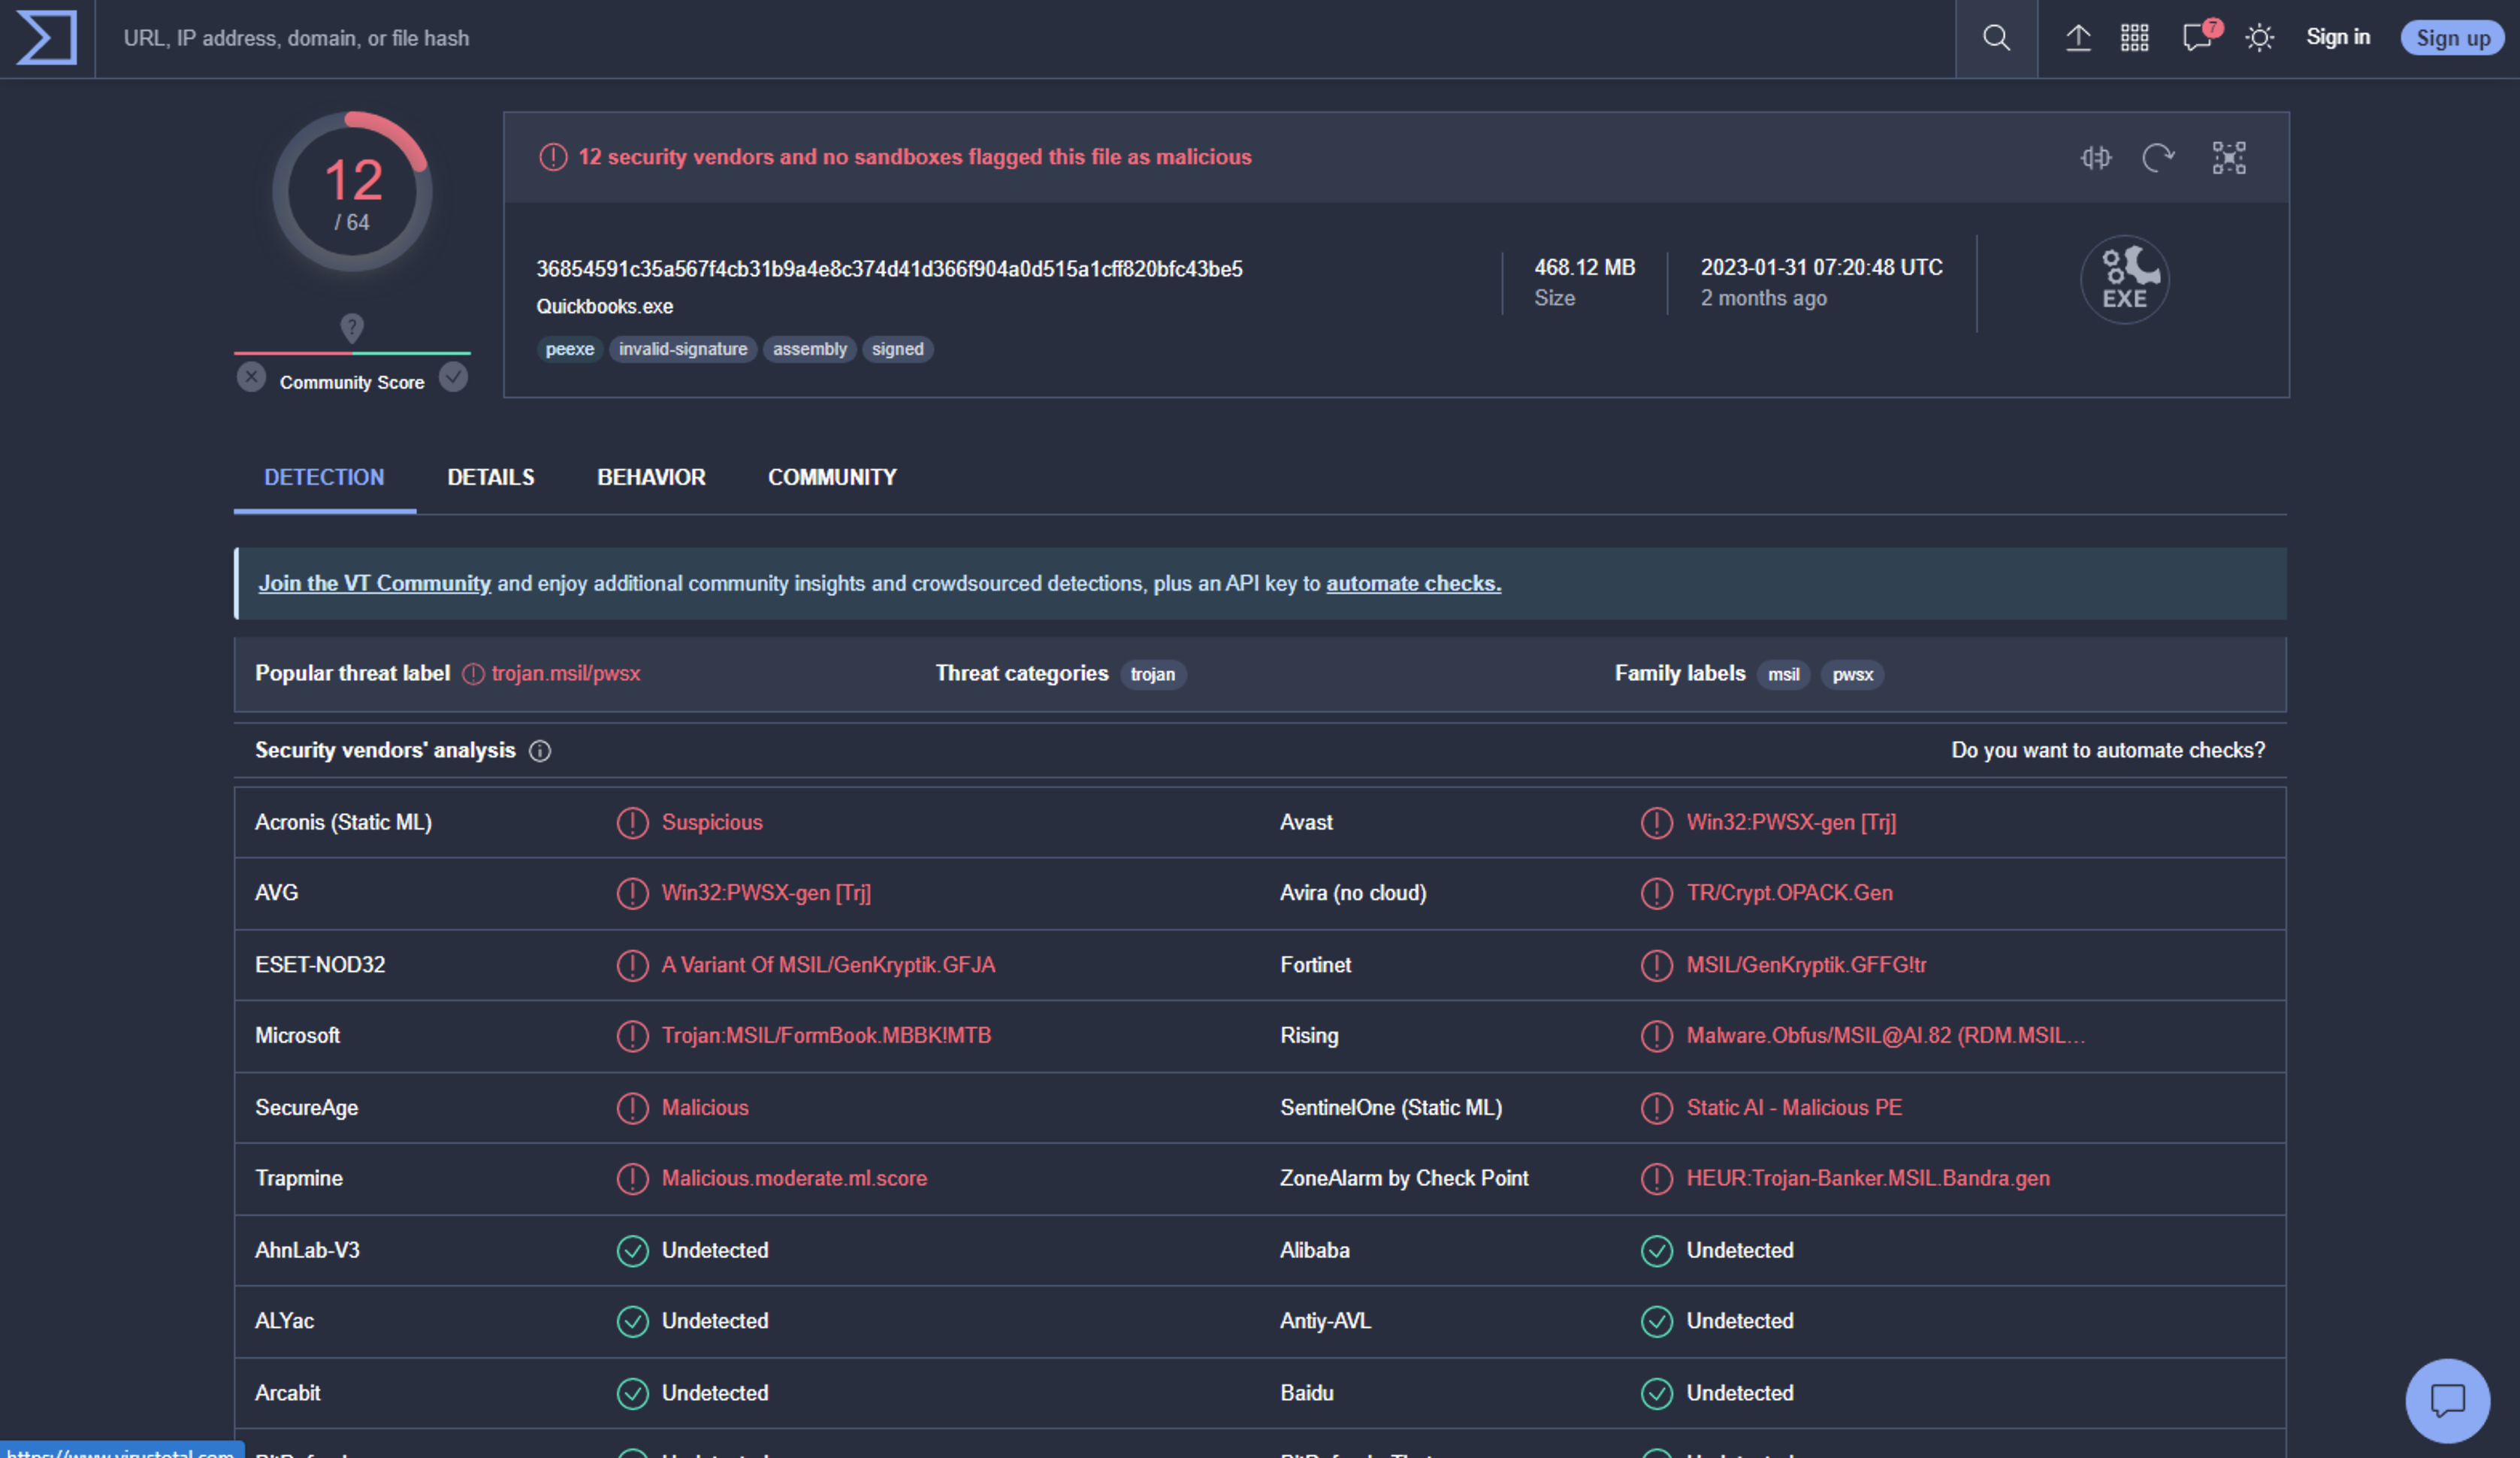 URL, IP address, domain, or file hash
7
Sign in
Sign up
12
/ 64
Community Score
12 security vendors and no sandboxes flagged this file as malicious
36854591c35a567f4cb31b9a4e8c374d41d366f904a0d515a1cff820bfc43be5
Quickbooks.exe
peexe invalid-signature assembly signed
468.12 MB
Size
2023-01-31 07:20:48 UTC
2 months ago
EXE
DETECTION DETAILS BEHAVIOR COMMUNITY
Join the VT Community and enjoy additional community insights and crowdsourced detections, plus an API key to automate checks.
Popular threat label trojan.msil/pwsx Threat categories trojan Family labels msil pwsx
Security vendors' analysis Do you want to automate checks?
Acronis (Static ML) Suspicious Avast Win32:PWSX-gen [Trj]
AVG Win32:PWSX-gen [Trj] Avira (no cloud) TR/Crypt.OPACK.Gen
ESET-NOD32 A Variant Of MSIL/GenKryptik.GFJA Fortinet MSIL/GenKryptik.GFFG!tr
Microsoft Trojan:MSIL/FormBook.MBBK!MTB Rising Malware.Obfus/MSIL@AI.82 (RDM.MSIL...
SecureAge Malicious SentinelOne (Static ML) Static AI - Malicious PE
Trapmine Malicious.moderate.ml.score ZoneAlarm by Check Point HEUR:Trojan-Banker.MSIL.Bandra.gen
AhnLab-V3 Undetected Alibaba Undetected
ALYac Undetected Antiy-AVL Undetected
Arcabit Undetected Baidu Undetected
https://www.virustotal.com